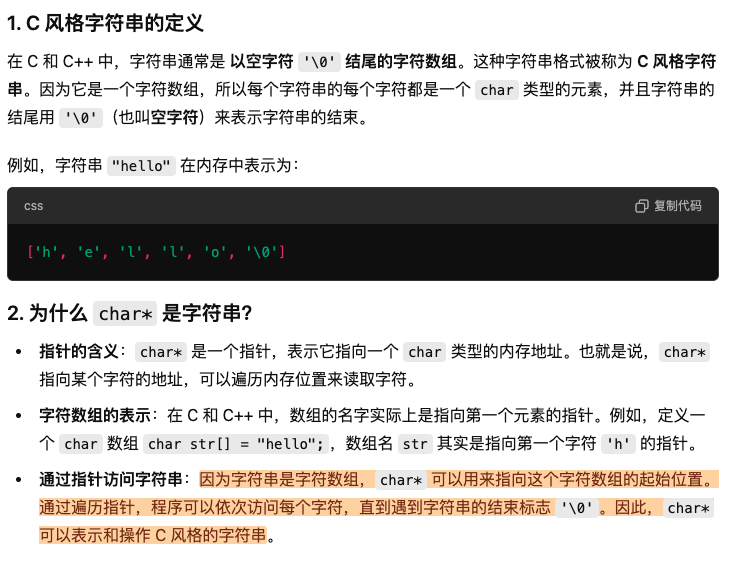 1. C 风格字符串的定义
在 C 和 C++ 中，字符串通常是 以空字符 '\0' 结尾的字符数组。这种字符串格式被称为 C 风格字符
串。因为它是一个字符数组，所以每个字符串的每个字符都是一个 char 类型的元素，并且字符串的
结尾用 '\0'（也叫空字符）来表示字符串的结束。
例如，字符串 "hello" 在内存中表示为：
css 复制代码
['h', 'e', 'l', 'l', 'o', '\0']
2. 为什么 char* 是字符串？
• 指针的含义：char* 是一个指针，表示它指向一个 char 类型的内存地址。也就是说，char*
指向某个字符的地址，可以遍历内存位置来读取字符。
• 字符数组的表示：在 C 和 C++ 中，数组的名字实际上是指向第一个元素的指针。例如，定义一
个 char 数组 char str[] = "hello";，数组名 str 其实是指向第一个字符 'h' 的指针。
• 通过指针访问字符串：因为字符串是字符数组，char* 可以用来指向这个字符数组的起始位置。
通过遍历指针，程序可以依次访问每个字符，直到遇到字符串的结束标志 '\0'。因此，char*
可以表示和操作 C 风格的字符串。